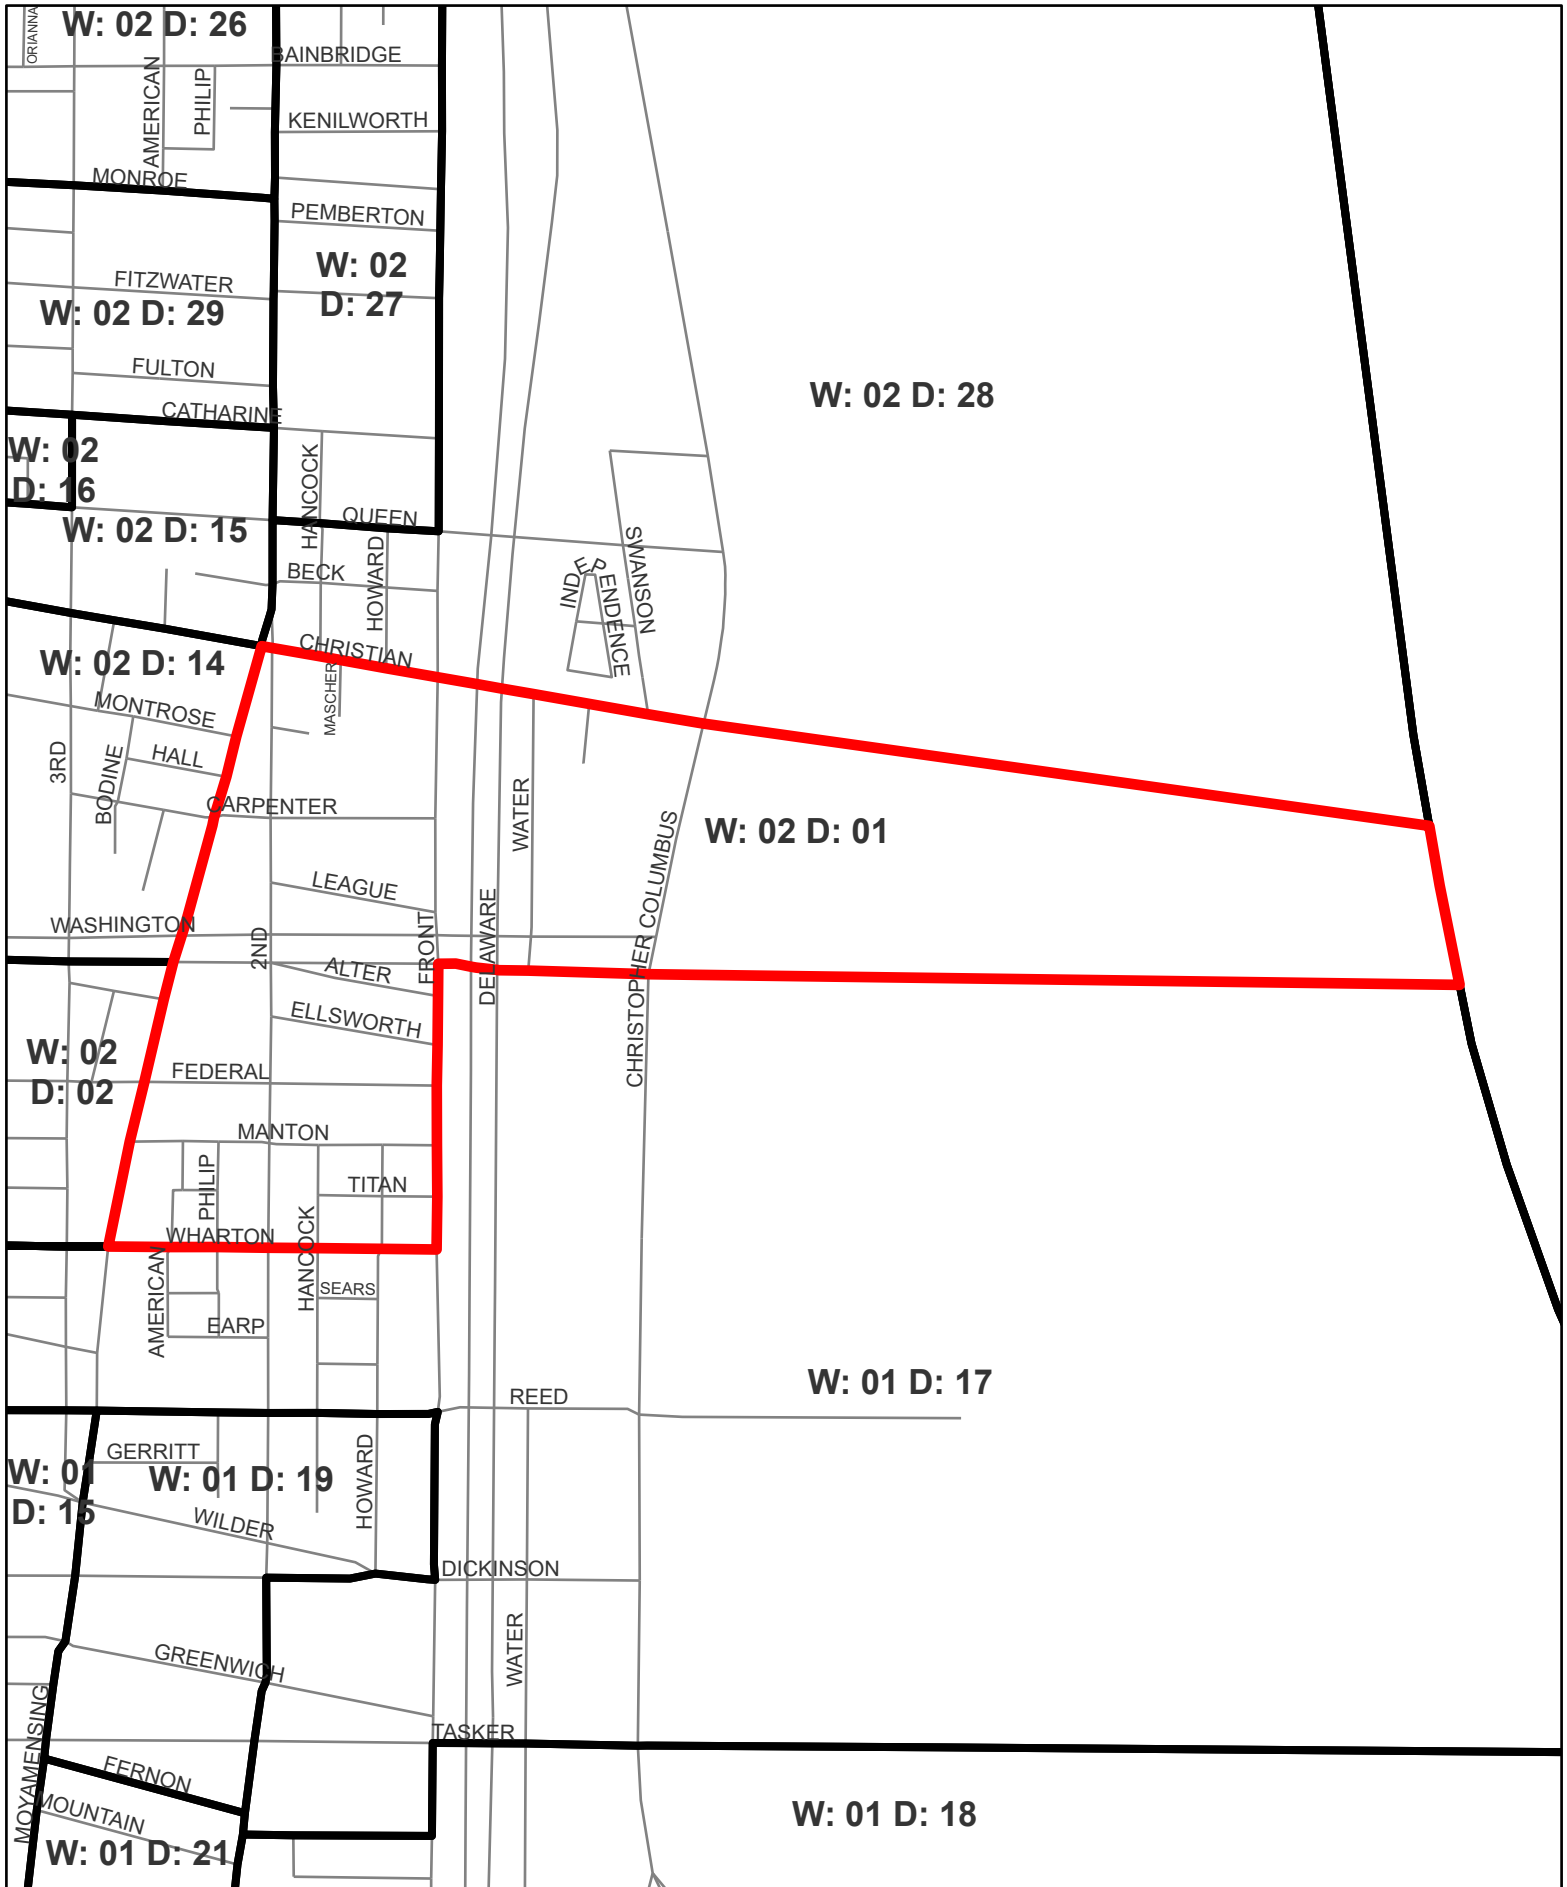 ORIANNA
W: 02 D: 26
BAINBRIDGE
AMERICAN
PHILIP
KENILWORTH
MONROE
PEMBERTON
W: 02
D: 27
FITZWATER
W: 02 D: 29
FULTON
W: 02 D: 28
CATHARINE
W: 02
D: 16
HANCOCK
QUEEN
W: 02 D: 15
HOWARD
BECK
SWANSON
INDEPENDENCE
CHRISTIAN
W: 02 D: 14
MASCHER
MONTROSE
3RD
BODINE
HALL
CARPENTER
WATER
W: 02 D: 01
CHRISTOPHER COLUMBUS
LEAGUE
WASHINGTON
2ND
FRONT
DELAWARE
ALTER
ELLSWORTH
W: 02
D: 02
FEDERAL
MANTON
PHILIP
TITAN
WHARTON
HANCOCK
AMERICAN
SEARS
EARP
W: 01 D: 17
REED
GERRITT
W: 01
D: 15
W: 01 D: 19
HOWARD
WILDER
DICKINSON
WATER
GREENWICH
MOYAMENSING
TASKER
FERNON
MOUNTAIN
W: 01 D: 18
W: 01 D: 21